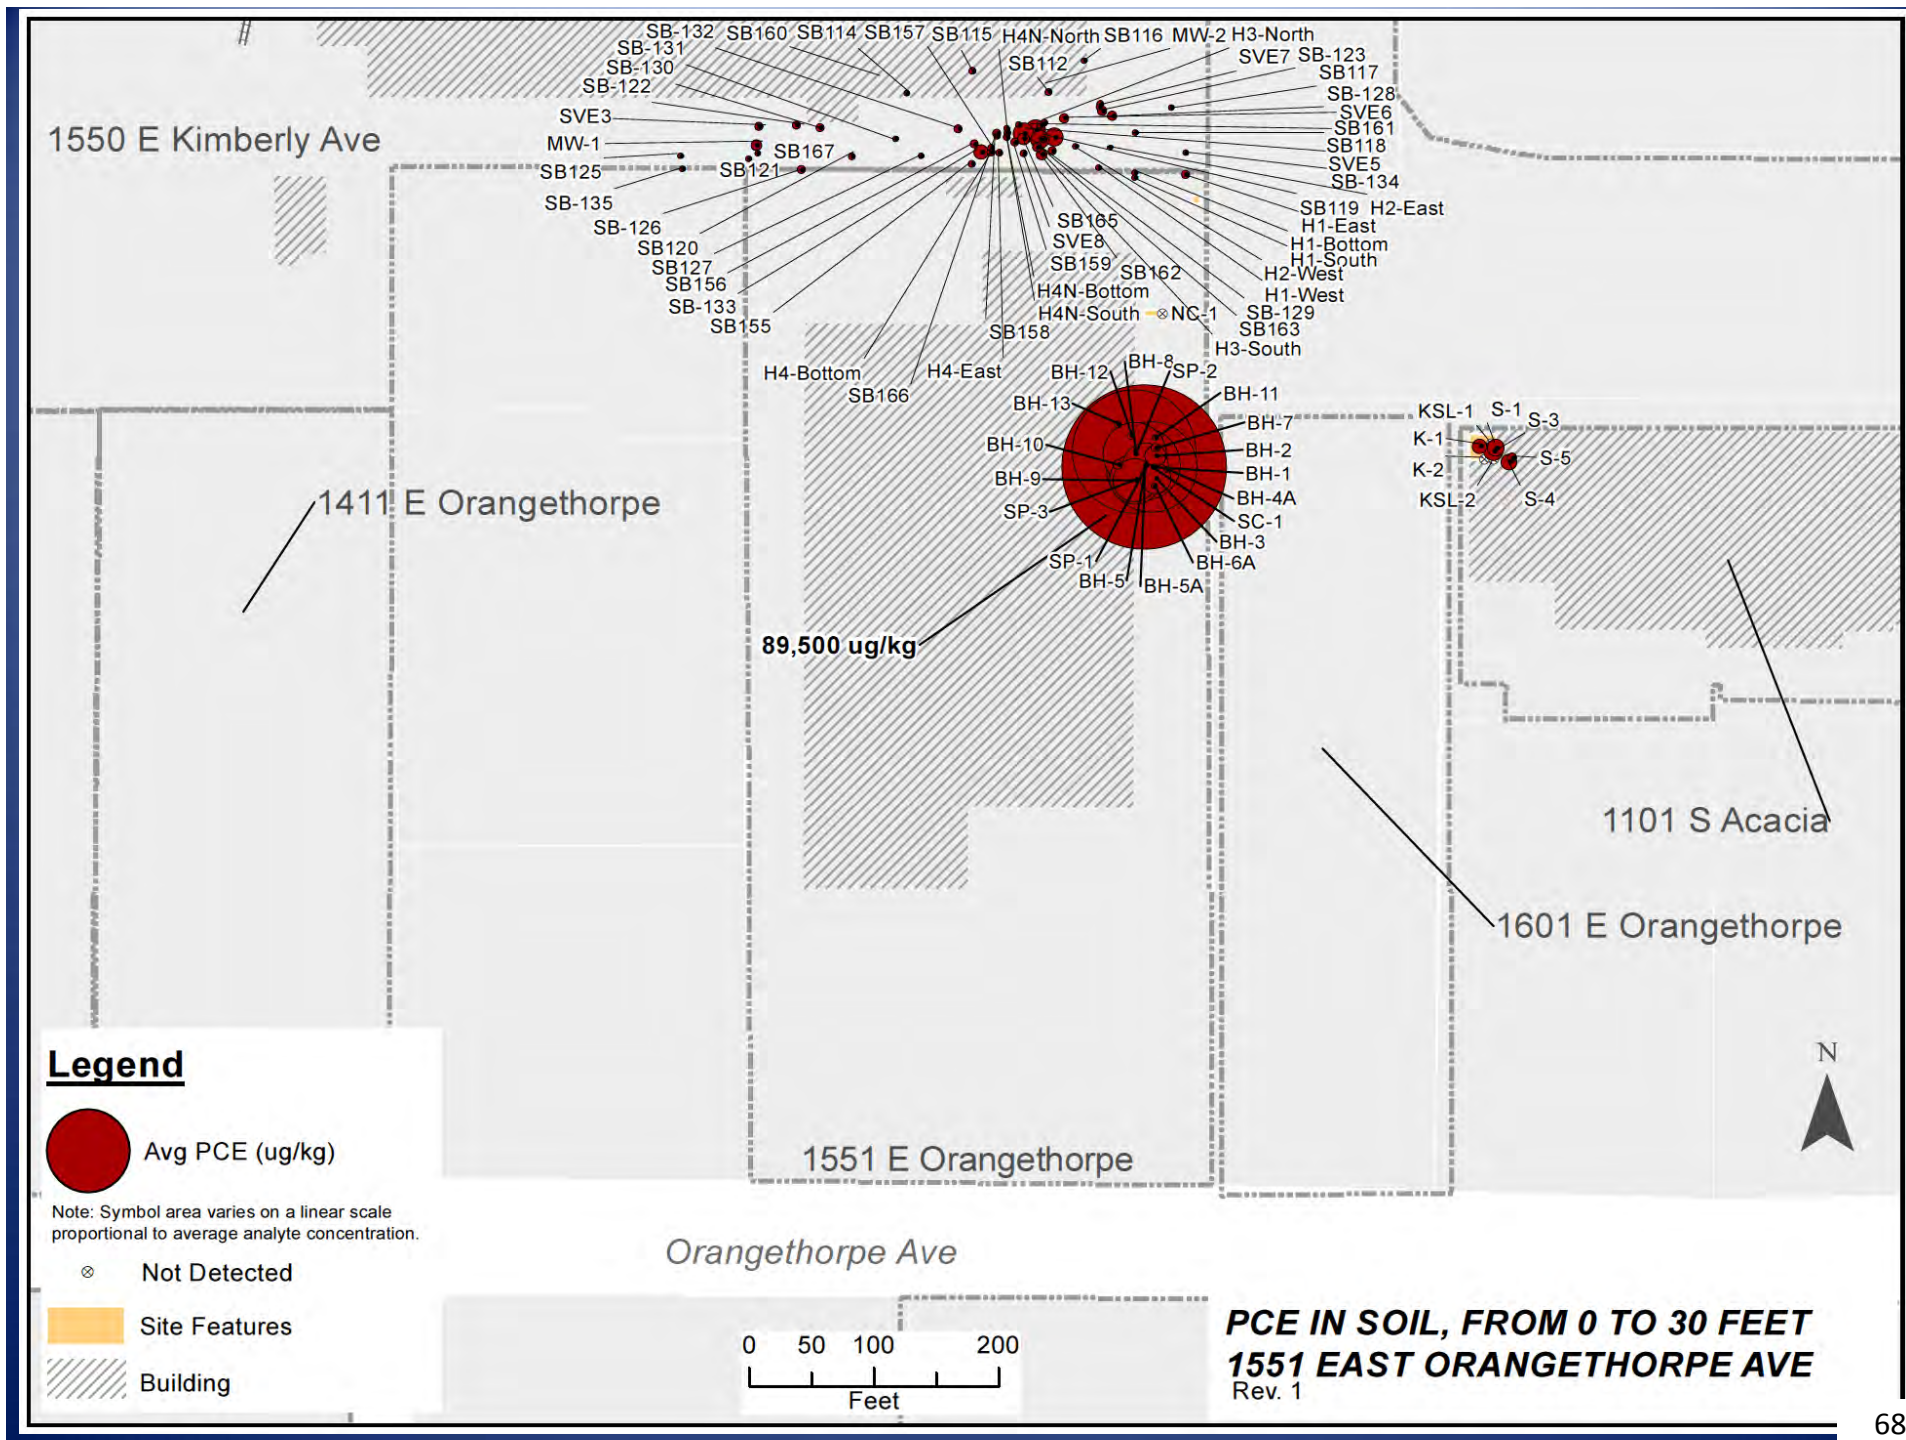 SB-132 SB160 SB114 SB157 SB115 H4N-North SB116 MW-2 H3-North
SB-131
SB-130
SB-122
SVE3
MW-1
SB125
SB-135
SB-126
SB120
SB127
SB156
SB-133
SB155
SB167
SB121
SB112
SVE7 SB-123
SB117
SB-128
SVE6
SB161
SB118
SVE5
SB-134
SB119 H2-East
H1-East
H1-Bottom
H1-South
H2-West
H1-West
SB-129
SB163
H3-South
SB165
SVE8
SB159
SB162
H4N-Bottom
H4N-South
NC-1
SB158
H4-East
H4-Bottom
SB166
1550 E Kimberly Ave
BH-8
SP-2
BH-12
BH-11
BH-13
BH-7
BH-10
BH-2
BH-9
BH-1
BH-4A
SP-3
SC-1
BH-3
SP-1
BH-6A
BH-5
BH-5A
89,500 ug/kg
KSL-1 S-1
S-3
K-1
K-2
S-5
KSL-2
S-4
1411 E Orangethorpe
1101 S Acacia
1601 E Orangethorpe
1551 E Orangethorpe
N
Orangethorpe Ave
Legend
Avg PCE (ug/kg)
Note: Symbol area varies on a linear scale
proportional to average analyte concentration.
Not Detected
Site Features
Building
0 50 100 200
Feet
PCE IN SOIL, FROM 0 TO 30 FEET
1551 EAST ORANGETHORPE AVE
Rev. 1
68